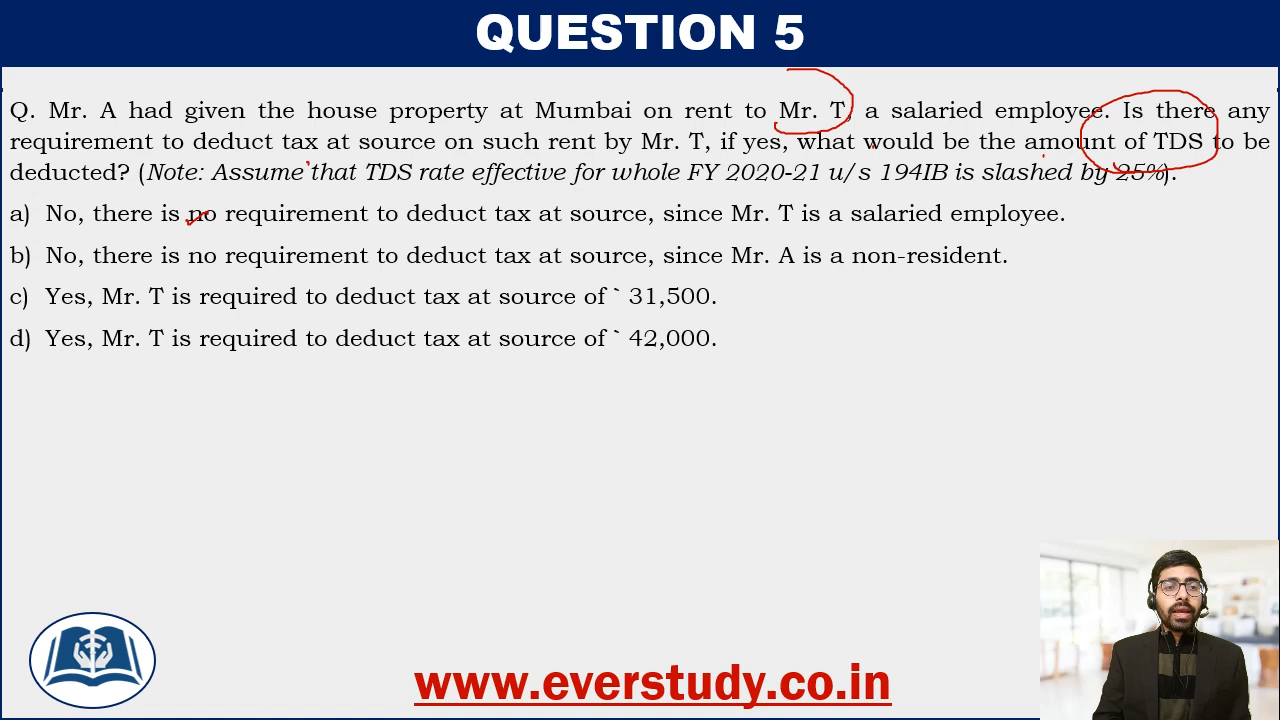 QUESTION 5
Q. Mr. A had given the house property at Mumbai on rent to Mr. T, a salaried employee. Is there any
requirement to deduct tax at source on such rent by Mr. T, if yes, what would be the amount of TDS to be
deducted? (Note: Assume that TDS rate effective for whole FY 2020-21 u/s 194IB is slashed by 25%).
a) No, there is no requirement to deduct tax at source, since Mr. T is a salaried employee.
b) No, there is no requirement to deduct tax at source, since Mr. A is a non-resident.
c) Yes, Mr. T is required to deduct tax at source of ` 31,500.
d) Yes, Mr. T is required to deduct tax at source of ` 42,000.
www.everstudy.co.in